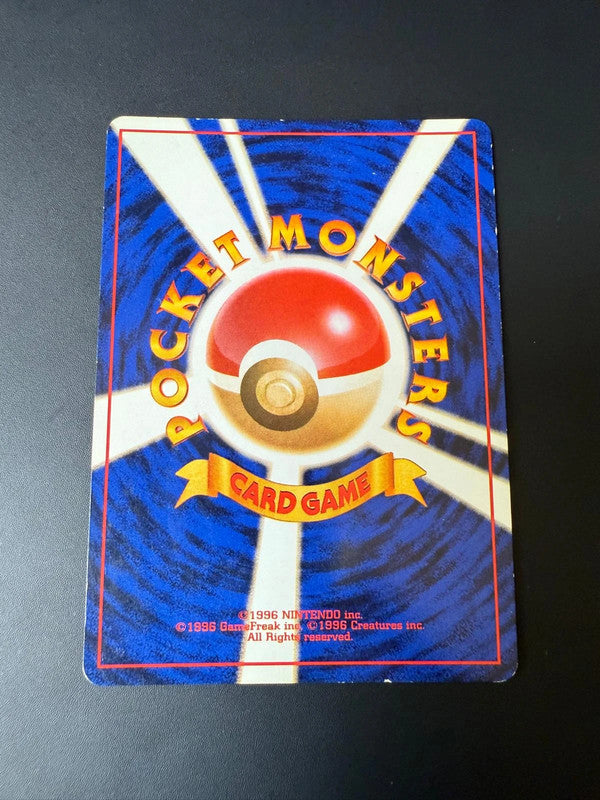 POCKET MONSTERS
CARD GAME
©1996 NINTENDO inc.
©1996 GameFreak inc. ©1996 Creatures inc.
All Rights reserved.